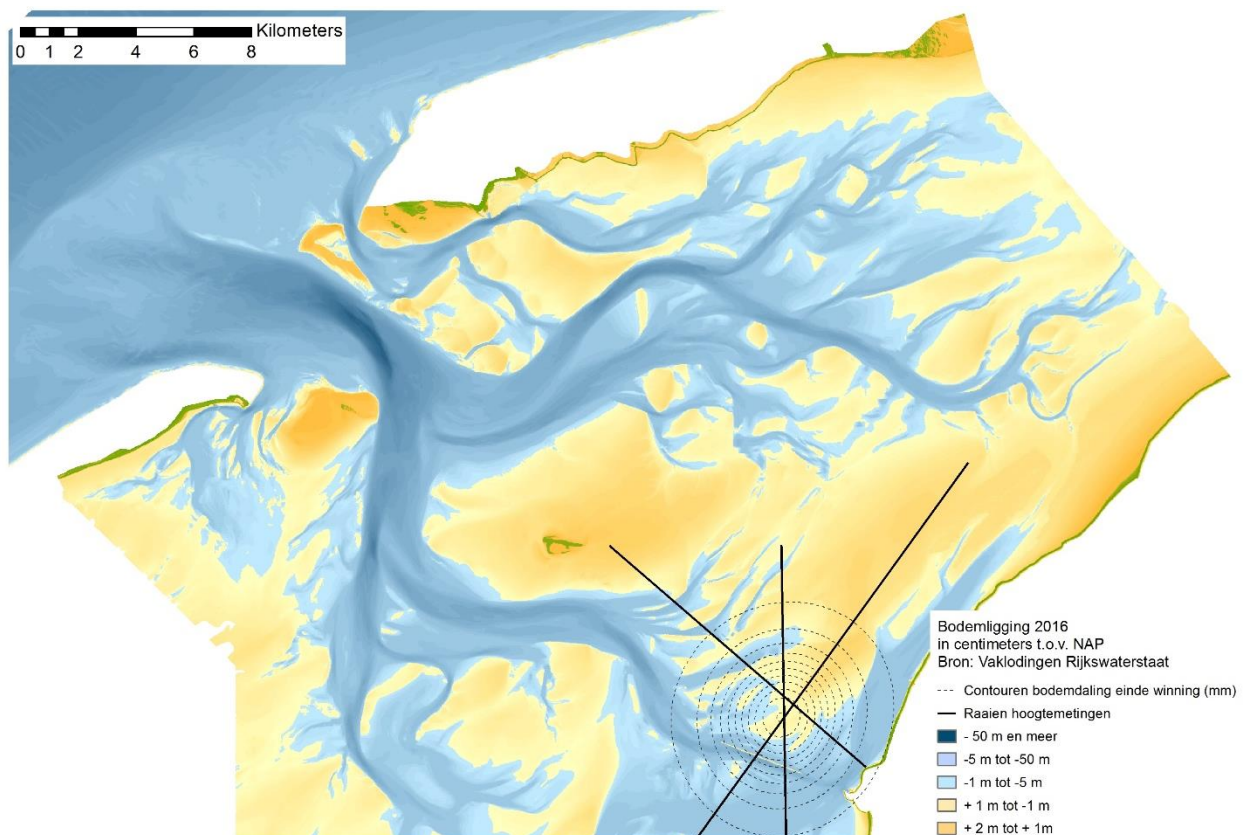 Kilometers
0 1 2 4 6 8
Bodemligging 2016
in centimeters t.o.v. NAP
Bron: Vaklodingen Rijkswaterstaat
Contouren bodemdaling einde winning (mm)
Raaien hoogtemetingen
- 50 m en meer
-5 m tot -50 m
-1 m tot -5 m
+ 1 m tot -1 m
+ 2 m tot + 1m